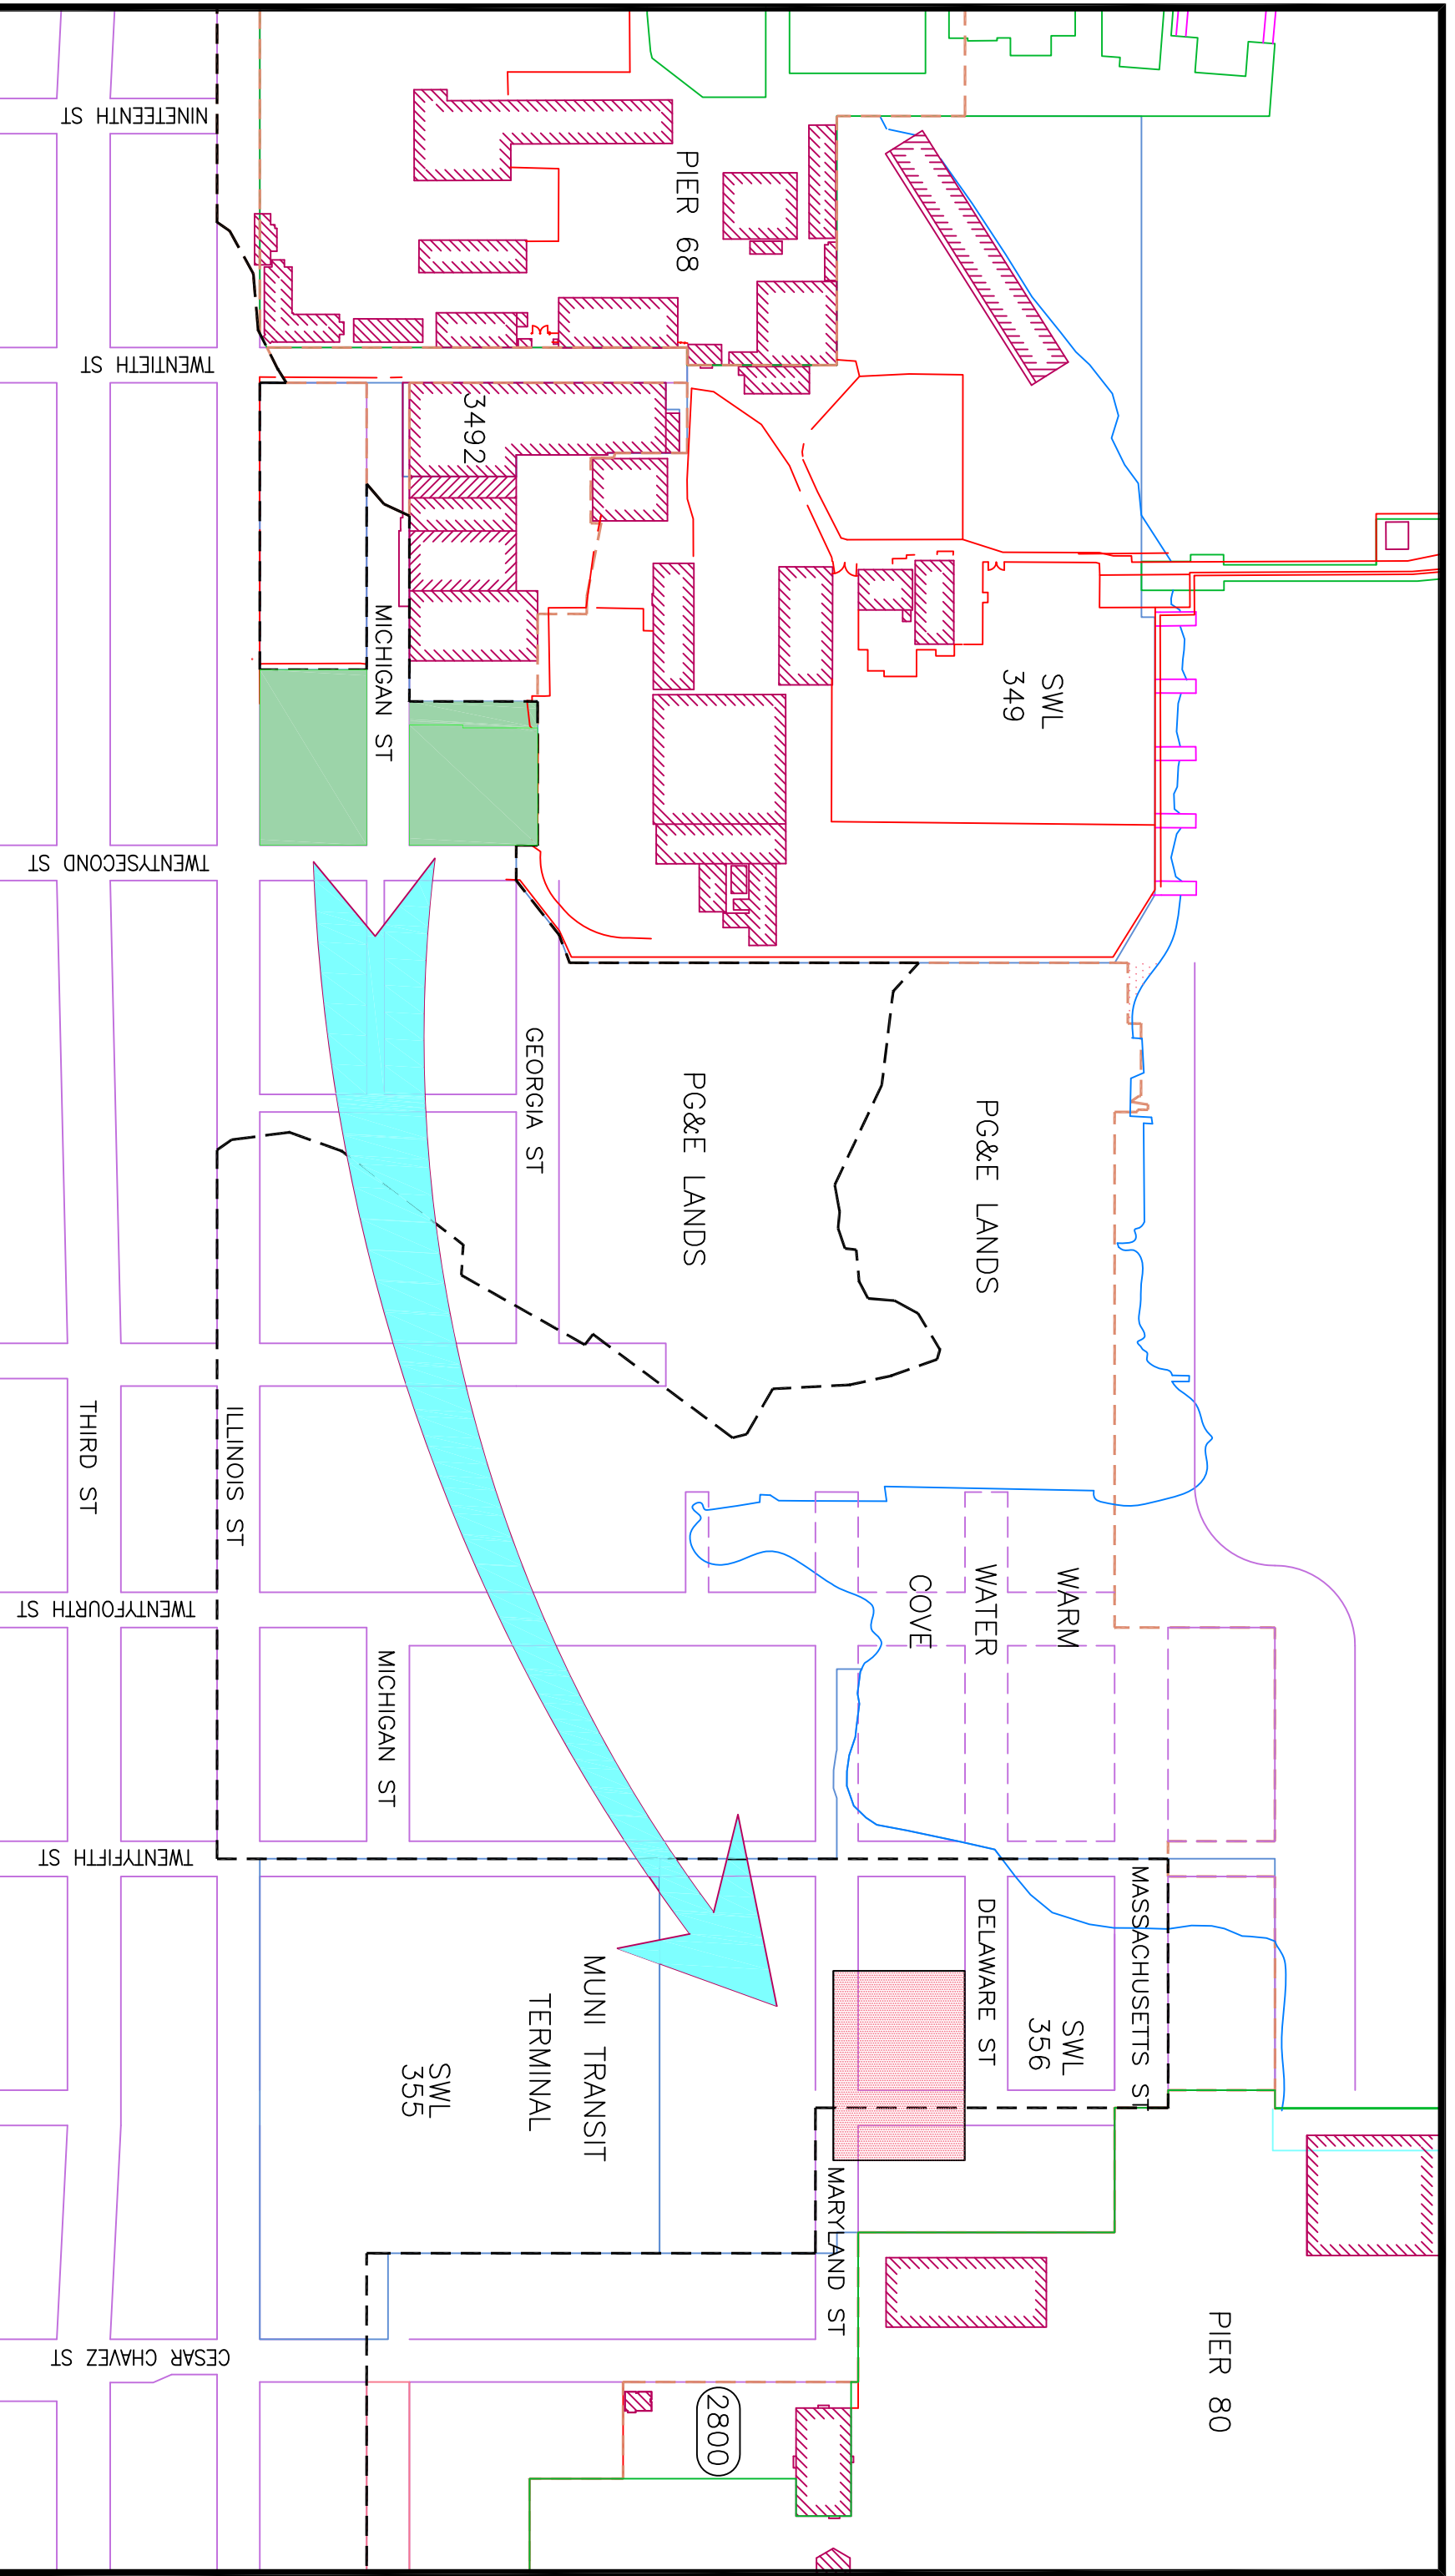 NINETEENTH ST
PIER 68
TWENTIETH ST
3492
MICHIGAN ST
SWL
349
TWENTYSECOND ST
GEORGIA ST
PG&E LANDS
PG&E LANDS
THIRD ST
ILLINOIS ST
WARM
WATER
COVE
TWENTYFOURTH ST
MICHIGAN ST
TWENTYFIFTH ST
MASSACHUSETTS ST
DELAWARE ST
SWL
356
MUNI TRANSIT
TERMINAL
SWL
355
MARYLAND ST
PIER 80
CESAR CHAVEZ ST
2800